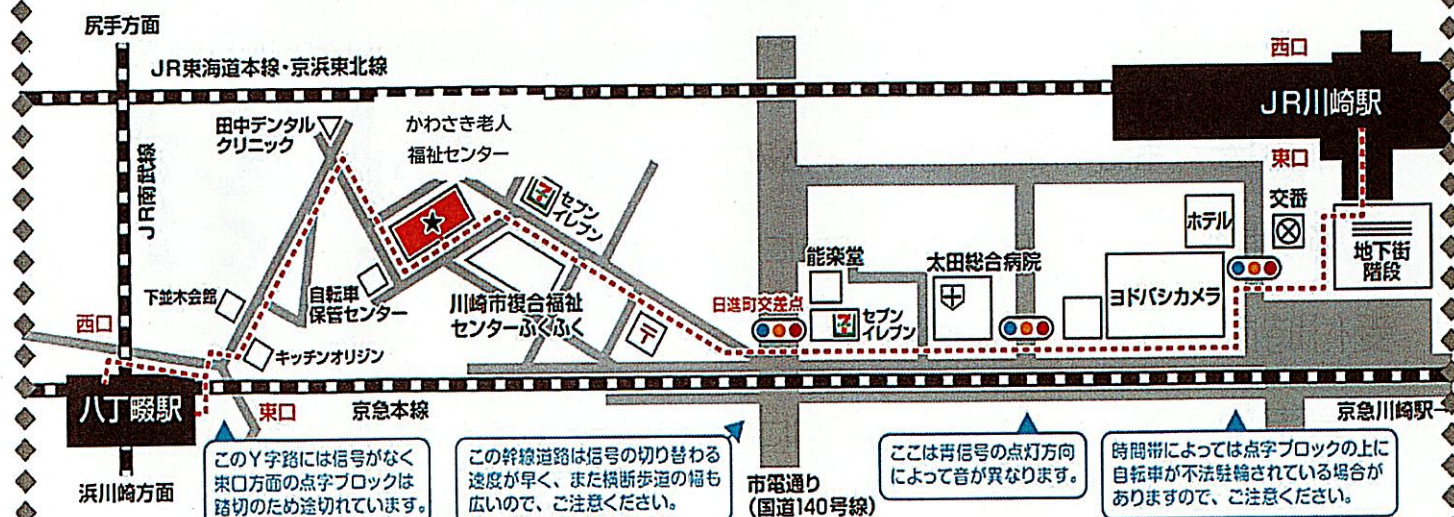 尻手方面
JR東海道本線・京浜東北線
西口
JR川崎駅
東口
田中デンタル
クリニック
かわさき老人
福祉センター
JR南武線
セブン
イレブン
交番
ホテル
地下街
階段
能楽堂
太田総合病院
ヨドバシカメラ
下並木会館
自転車
保管センター
川崎市複合福祉
センターふくふく
日進町交差点
セブン
イレブン
西口
キッチンオリジン
八丁畷駅
東口
京急本線
京急川崎駅
浜川崎方面
このY字路には信号がなく
東口方面の点字ブロックは
踏切のため途切れています。
この幹線道路は信号の切り替わる
速度が早く、また横断歩道の幅も
広いので、ご注意ください。
市電通り
(国道140号線)
ここは青信号の点灯方向
によって音が異なります。
時間帯によっては点字ブロックの上に
自転車が不法駐輪されている場合が
ありますので、ご注意ください。